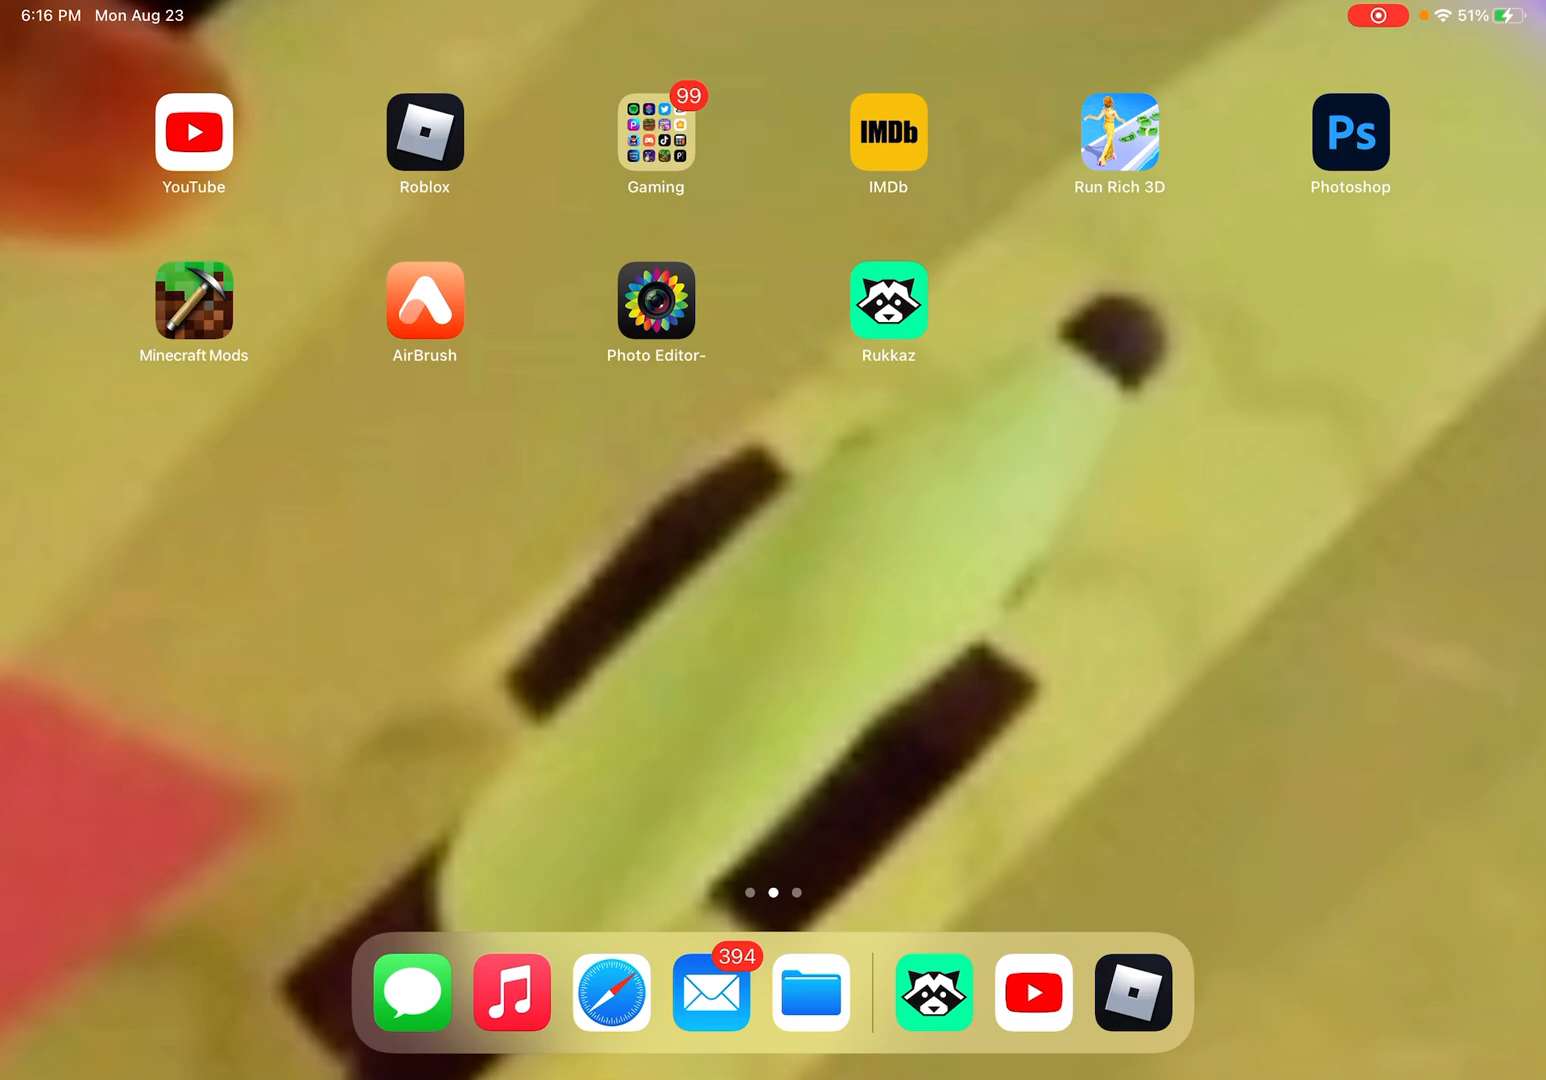 6:16 PM Mon Aug 23
51%
99
IMDb
Ps
YouTube
Roblox
Gaming
IMDb
Run Rich 3D
Photoshop
Minecraft Mods
AirBrush
Photo Editor-
Rukkaz
394